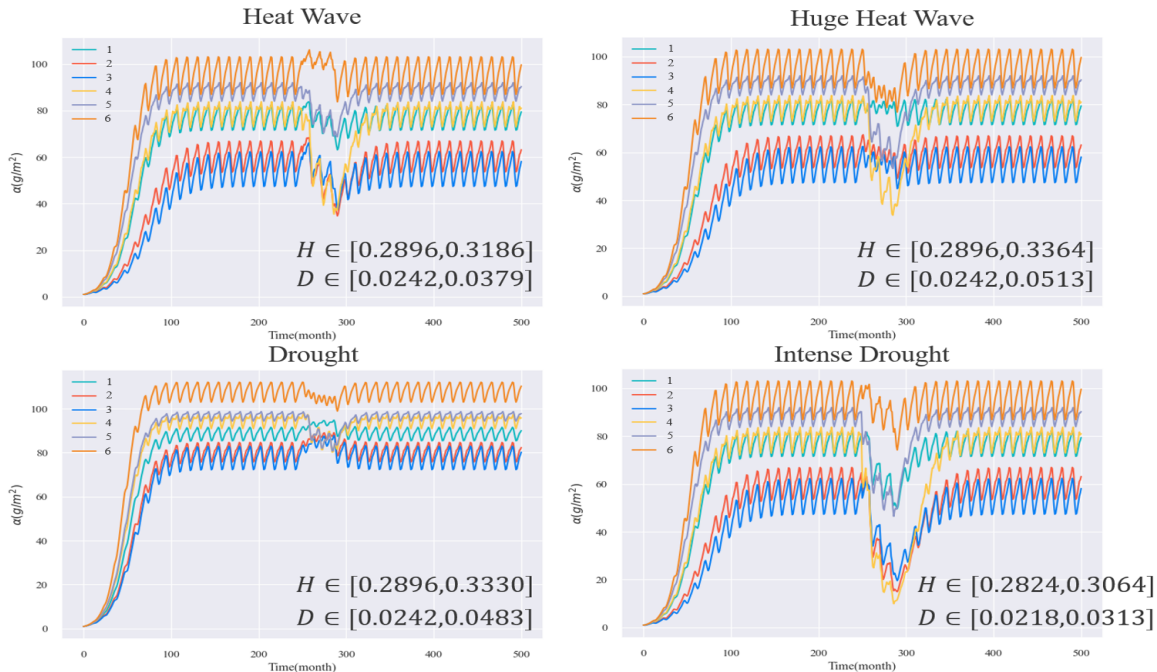 Heat Wave
1
2
3
4
5
6
100
80
60
40
20
0
α(g/m²)
0 100 200 300 400 500
Time(month)
H ∈ [0.2896,0.3186]
D ∈ [0.0242,0.0379]
Huge Heat Wave
1
2
3
4
5
6
100
80
60
40
20
0
α(g/m²)
0 100 200 300 400 500
Time(month)
H ∈ [0.2896,0.3364]
D ∈ [0.0242,0.0513]
Drought
1
2
3
4
5
6
100
80
60
40
20
0
α(g/m²)
0 100 200 300 400 500
Time(month)
H ∈ [0.2896,0.3330]
D ∈ [0.0242,0.0483]
Intense Drought
1
2
3
4
5
6
100
80
60
40
20
0
α(g/m²)
0 100 200 300 400 500
Time(month)
H ∈ [0.2824,0.3064]
D ∈ [0.0218,0.0313]